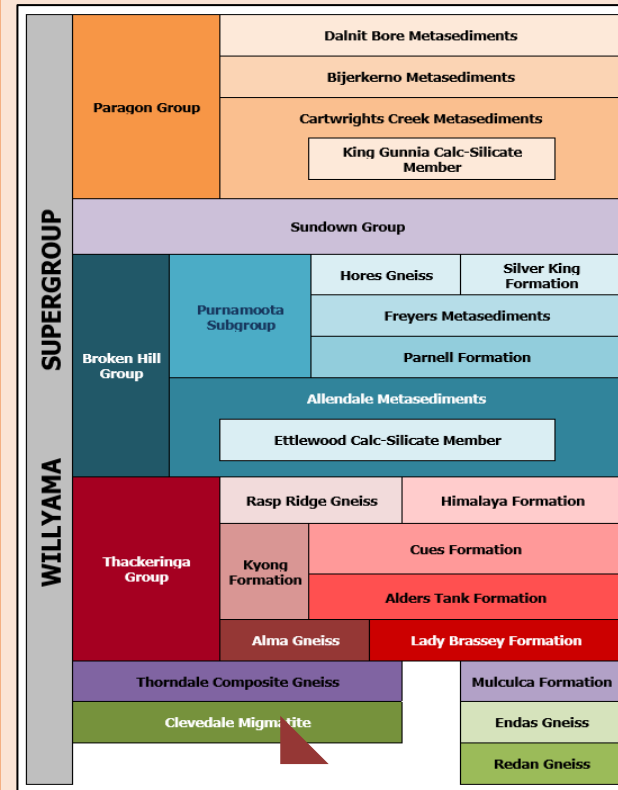 Dalnit Bore Metasediments
Bijerkerno Metasediments
Paragon Group
Cartwrights Creek Metasediments
King Gunnia Calc-Silicate
Member
Sundown Group
WILLYAMA SUPERGROUP
Broken Hill
Group
Purnamoota
Subgroup
Hores Gneiss
Silver King
Formation
Freyers Metasediments
Parnell Formation
Allendale Metasediments
Ettlewood Calc-Silicate Member
Thackeringa
Group
Rasp Ridge Gneiss
Himalaya Formation
Kyong
Formation
Cues Formation
Alders Tank Formation
Alma Gneiss
Lady Brassey Formation
Thorndale Composite Gneiss
Mulculca Formation
Clevedale Migmatite
Endas Gneiss
Redan Gneiss